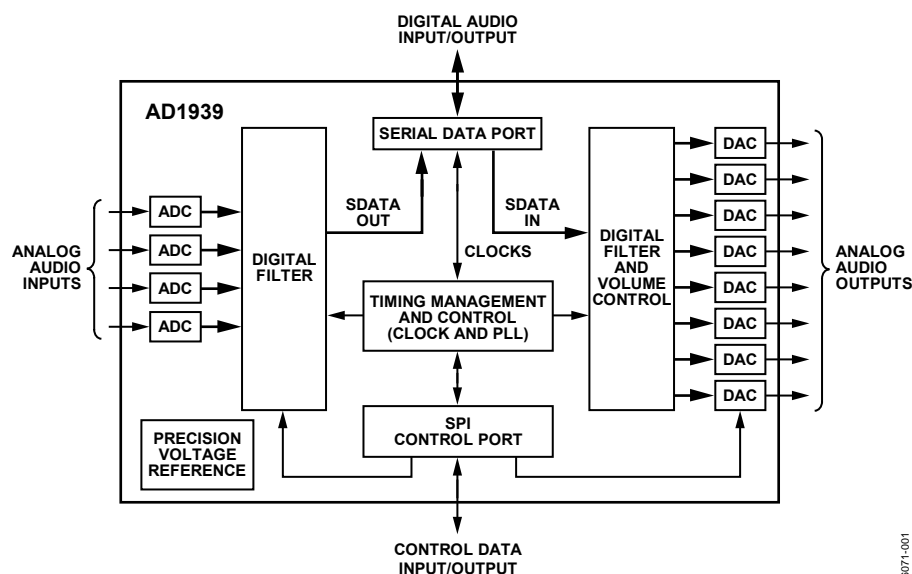 DIGITAL AUDIO
INPUT/OUTPUT
AD1939
SERIAL DATA PORT
SDATA
OUT
SDATA
IN
CLOCKS
ANALOG
AUDIO
INPUTS
ADC
ADC
ADC
ADC
DIGITAL
FILTER
TIMING MANAGEMENT
AND CONTROL
(CLOCK AND PLL)
DIGITAL
FILTER
AND
VOLUME
CONTROL
DAC
DAC
DAC
DAC
DAC
DAC
DAC
DAC
ANALOG
AUDIO
OUTPUTS
SPI
CONTROL PORT
PRECISION
VOLTAGE
REFERENCE
CONTROL DATA
INPUT/OUTPUT